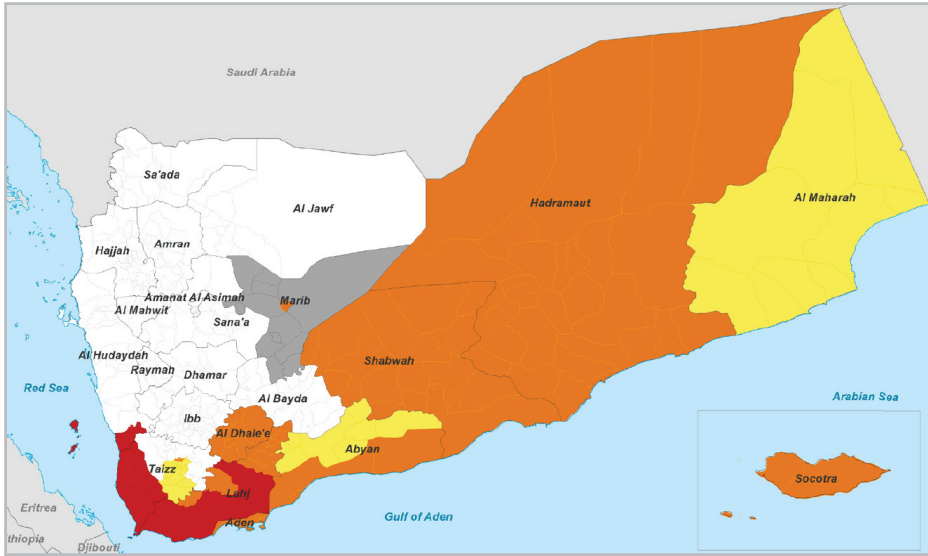 Saudi Arabia
Sa'ada
Al Jawf
Hadramaut
Al Maharah
Hajjah
Amran
Amanat Al Asimah
Marib
Al Mahwit
Sana'a
Al Hudaydah
Raymah
Dhamar
Shabwah
Red Sea
Al Bayda
Arabian Sea
Ibb
Al Dhale'e
Abyan
Taizz
Socotra
Lahj
Eritrea
Aden
Gulf of Aden
thiopia
Djibouti